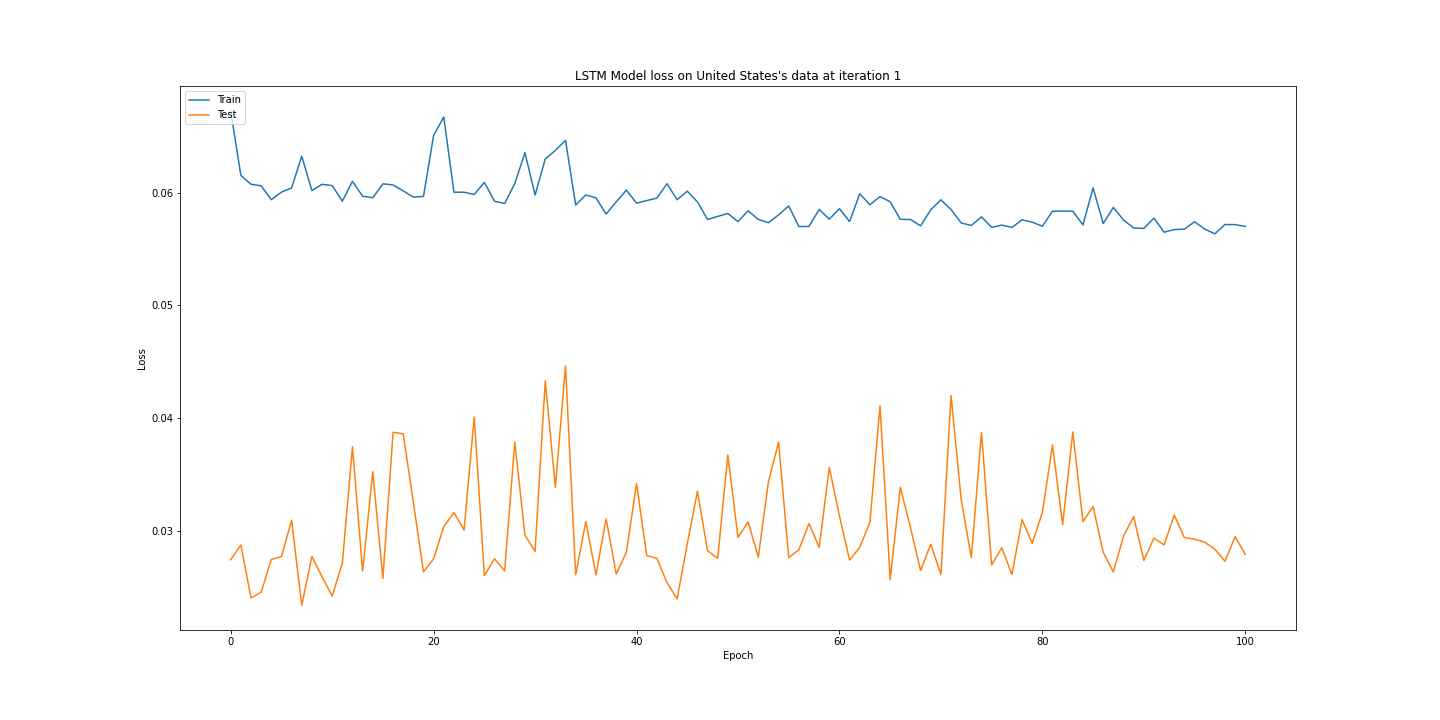 LSTM Model loss on United States's data at iteration 1
Train
Test
0.06
0.05
Loss
0.04
0.03
0 20 40 60 80 100
Epoch